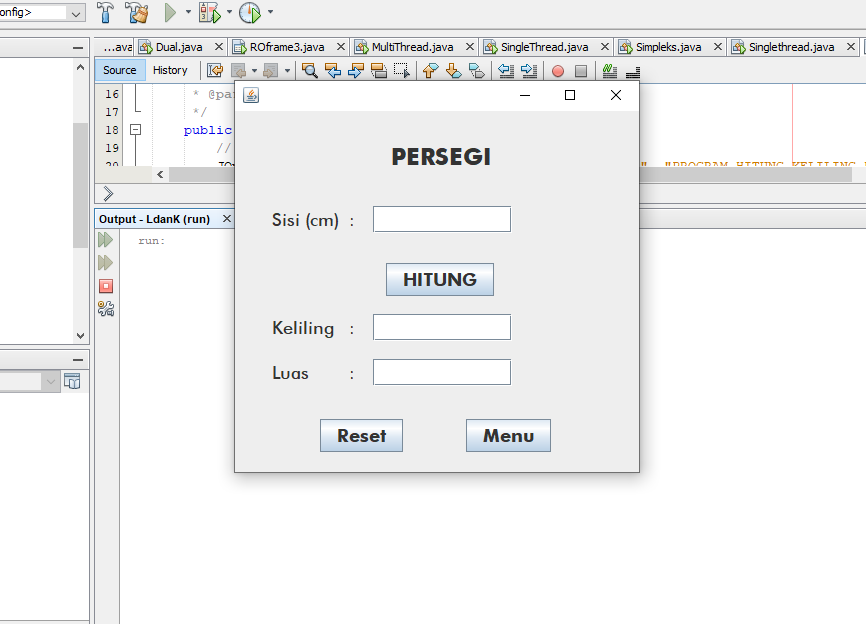 onfig>
...ava Dual.java ROframe3.java MultiThread.java SingleThread.java Simpleks.java Singlethread.java
Source History
16 * @pa
17 */
18 public
19 //
20
"PROGRAM HITUNG KELILING
Output - LdanK (run)
run:
PERSEGI
Sisi (cm) :
HITUNG
Keliling :
Luas :
Reset Menu